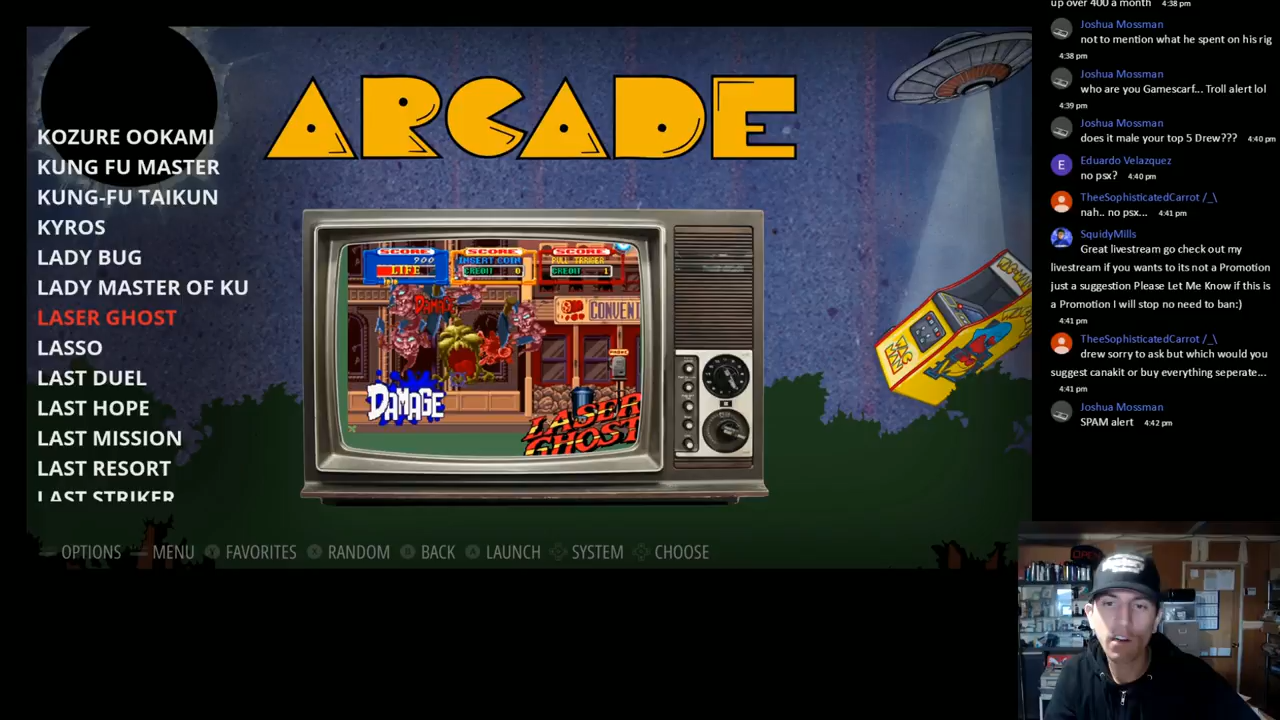 ARCADE
KOZURE OOKAMI
KUNG FU MASTER
KUNG-FU TAIKUN
KYROS
LADY BUG
LADY MASTER OF KU
LASER GHOST
LASSO
LAST DUEL
LAST HOPE
LAST MISSION
LAST RESORT
LAST STRIKER
SCORE
SCORE
SCORE
900
INSERT COIN
PULL TRIGGER
LIFE
CREDIT 0
CREDIT 1
DAMAGE
CONVENI
PHONE
DAMAGE
LASER
GHOST
OPTIONS
MENU
FAVORITES
RANDOM
BACK
LAUNCH
SYSTEM
CHOOSE
up over 400 a month 4:38 pm
Joshua Mossman
not to mention what he spent on his rig
4:38 pm
Joshua Mossman
who are you Gamescarf... Troll alert lol
4:39 pm
Joshua Mossman
does it male your top 5 Drew??? 4:40 pm
E
Eduardo Velazquez
no psx? 4:40 pm
TheeSophisticatedCarrot /_\
nah.. no psx... 4:41 pm
SquidyMills
Great livestream go check out my
livestream if you wants to its not a Promotion
just a suggestion Please Let Me Know if this is
a Promotion I will stop no need to ban:)
4:41 pm
TheeSophisticatedCarrot /_\
drew sorry to ask but which would you
suggest canakit or buy everything seperate...
4:41 pm
Joshua Mossman
SPAM alert 4:42 pm
OPEN